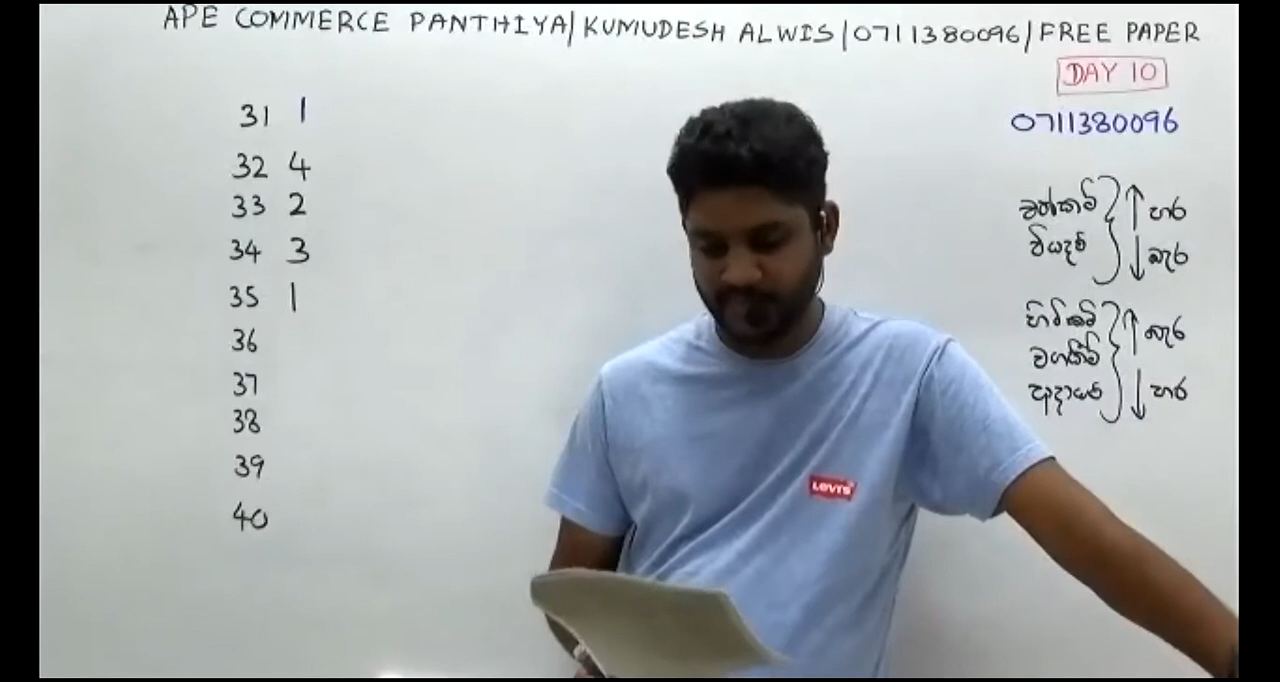 APE COMMERCE PANTHIYA/KUMUDESH ALWIS/0711380096/FREE PAPER
DAY 10
0711380096
31 1
32 4
33 2
34 3
35 1
36
37
38
39
40
වත්කම් ↑ හර
වියදම් ↓ බැර
හිමිකම් ↑ බැර
වගකීම්
ආදායම් ↓ හර
Levi's